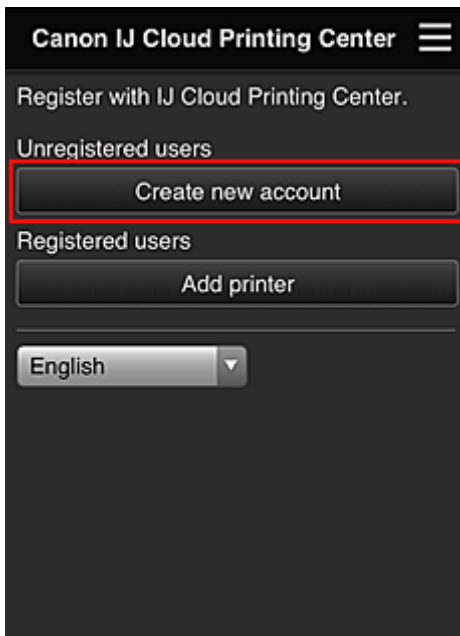 Canon IJ Cloud Printing Center
Register with IJ Cloud Printing Center.
Unregistered users
Create new account
Registered users
Add printer
English